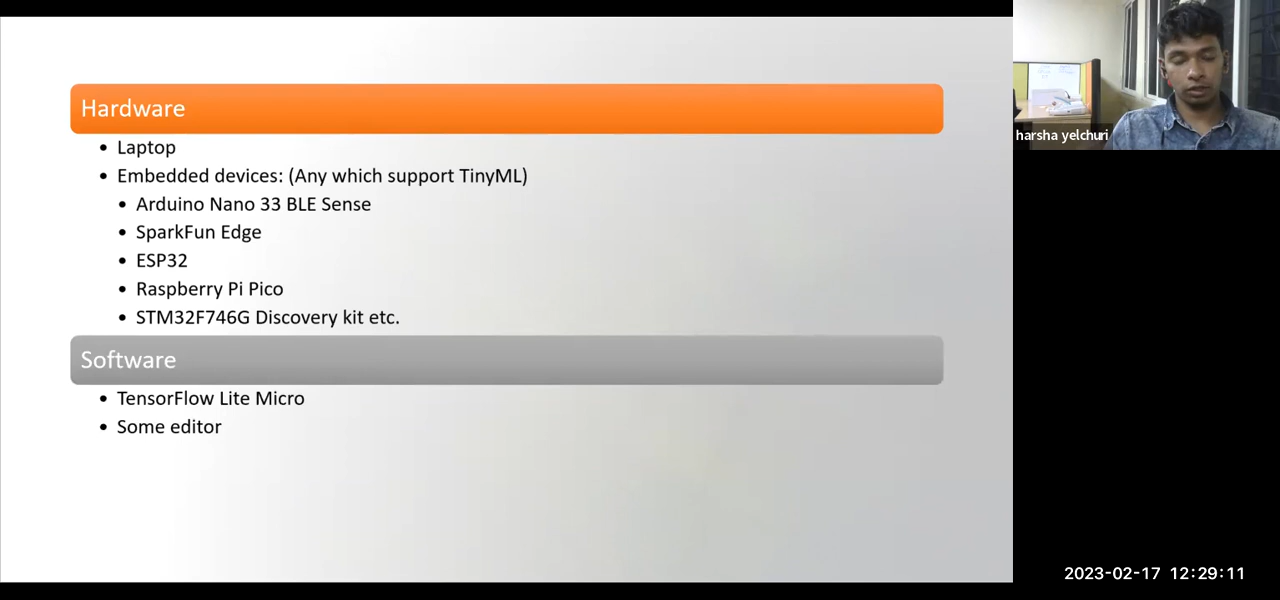 Hardware
• Laptop
• Embedded devices: (Any which support TinyML)
• Arduino Nano 33 BLE Sense
• SparkFun Edge
• ESP32
• Raspberry Pi Pico
• STM32F746G Discovery kit etc.
Software
• TensorFlow Lite Micro
• Some editor
harsha yelchuri
2023-02-17 12:29:11